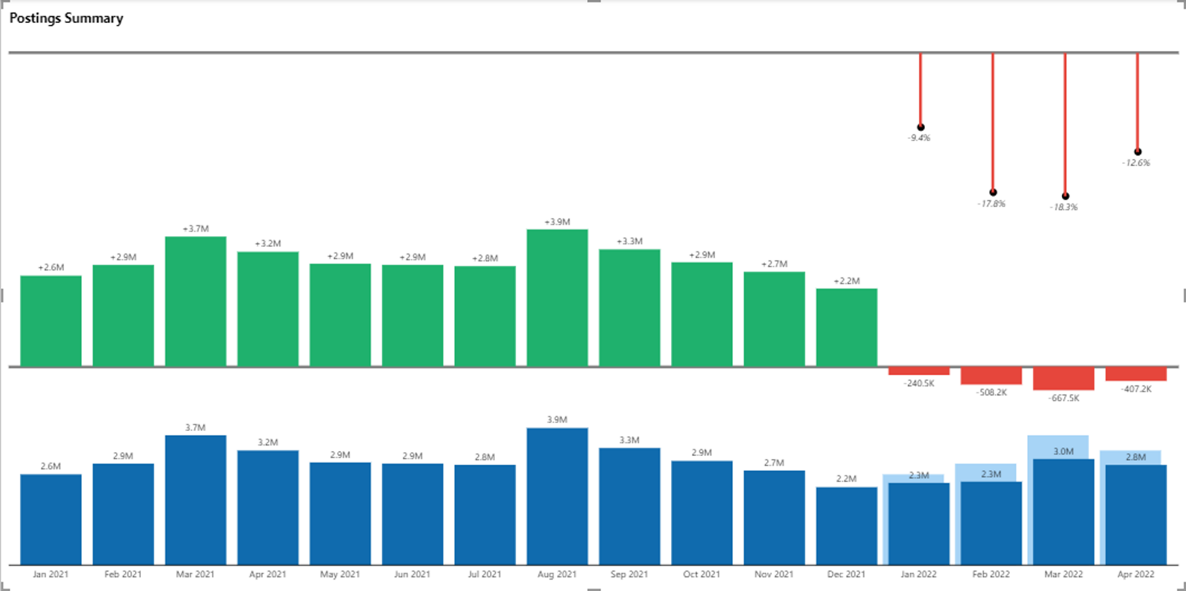 Postings Summary
-9.4%
-12.6%
-17.8%
-18.3%
+3.9M
+3.7M
+3.2M
+3.3M
+2.6M
+2.9M
+2.9M
+2.9M
+2.8M
+2.9M
+2.7M
+2.2M
-240.5K
-508.2K
-667.5K
-407.2K
2.6M
2.9M
3.7M
3.2M
2.9M
2.9M
2.8M
3.9M
3.3M
2.9M
2.7M
2.2M
2.3M
2.3M
3.0M
2.8M
Jan 2021 Feb 2021 Mar 2021 Apr 2021 May 2021 Jun 2021 Jul 2021 Aug 2021 Sep 2021 Oct 2021 Nov 2021 Dec 2021 Jan 2022 Feb 2022 Mar 2022 Apr 2022